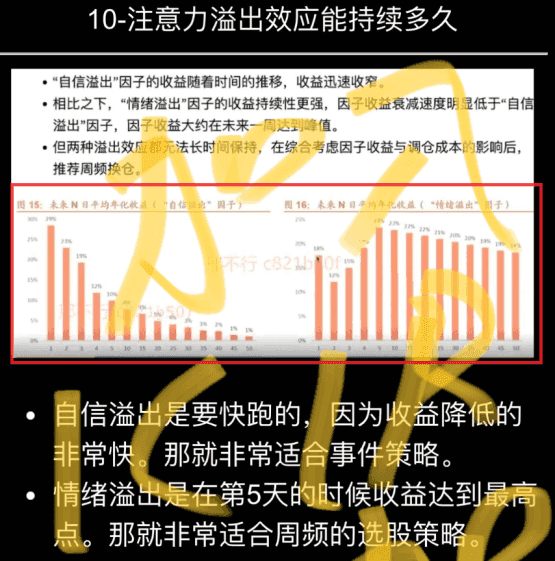 10-注意力溢出效应能持续多久
• “自信溢出”因子的收益随着时间的推移，收益迅速收窄。
• 相比之下，“情绪溢出”因子的收益持续性更强，因子收益衰减速度明显低于“自信
溢出”因子，因子收益大约在未来一周达到峰值。
• 但两种溢出效应都无法长时间保持，在综合考虑因子收益与调仓成本的影响后，
推荐周频换仓。
图 15：未来 N 日平均年化收益（“自信溢出”因子）
30%
25%
20%
15%
10%
5%
0%
29%
23%
19%
12%
10%
5%
4%
3%
3%
2%
1%
1%
1 2 3 4 5 10 15 20 25 30 35 40 45 50
图 16：未来 N 日平均年化收益（“情绪溢出”因子）
25%
20%
15%
10%
5%
0%
12%
15%
23%
22%
22%
21%
20%
20%
19%
1 2 3 4 5 10 15 20 25 30 35 40 45 50
邢不行 c821b50f
• 自信溢出是要快跑的，因为收益降低的
非常快。那就非常适合事件策略。
• 情绪溢出是在第5天的时候收益达到最高
点。那就非常适合周频的选股策略。
IC